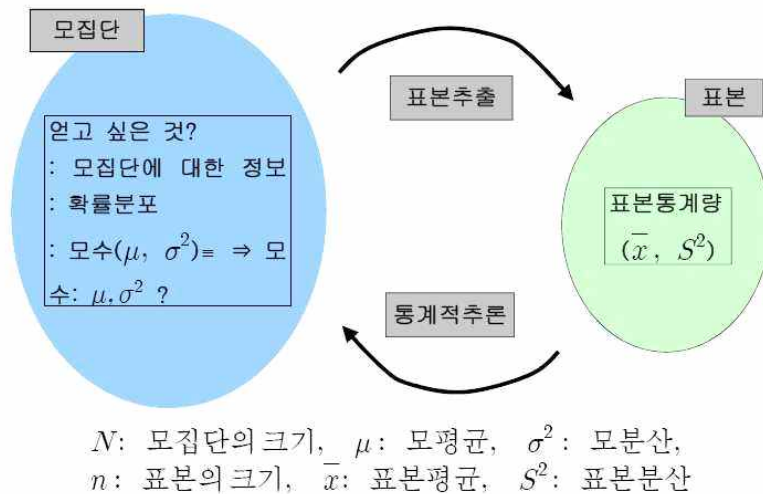 모집단
표본추출
표본
얻고 싶은 것?
: 모집단에 대한 정보
: 확률분포
: 모수(μ, σ²)≡ ⇒ 모
수: μ,σ² ?
표본통계량
(x̅, S²)
통계적추론
N: 모집단의 크기, μ: 모평균, σ²: 모분산,
n: 표본의 크기, x̅: 표본평균, S²: 표본분산